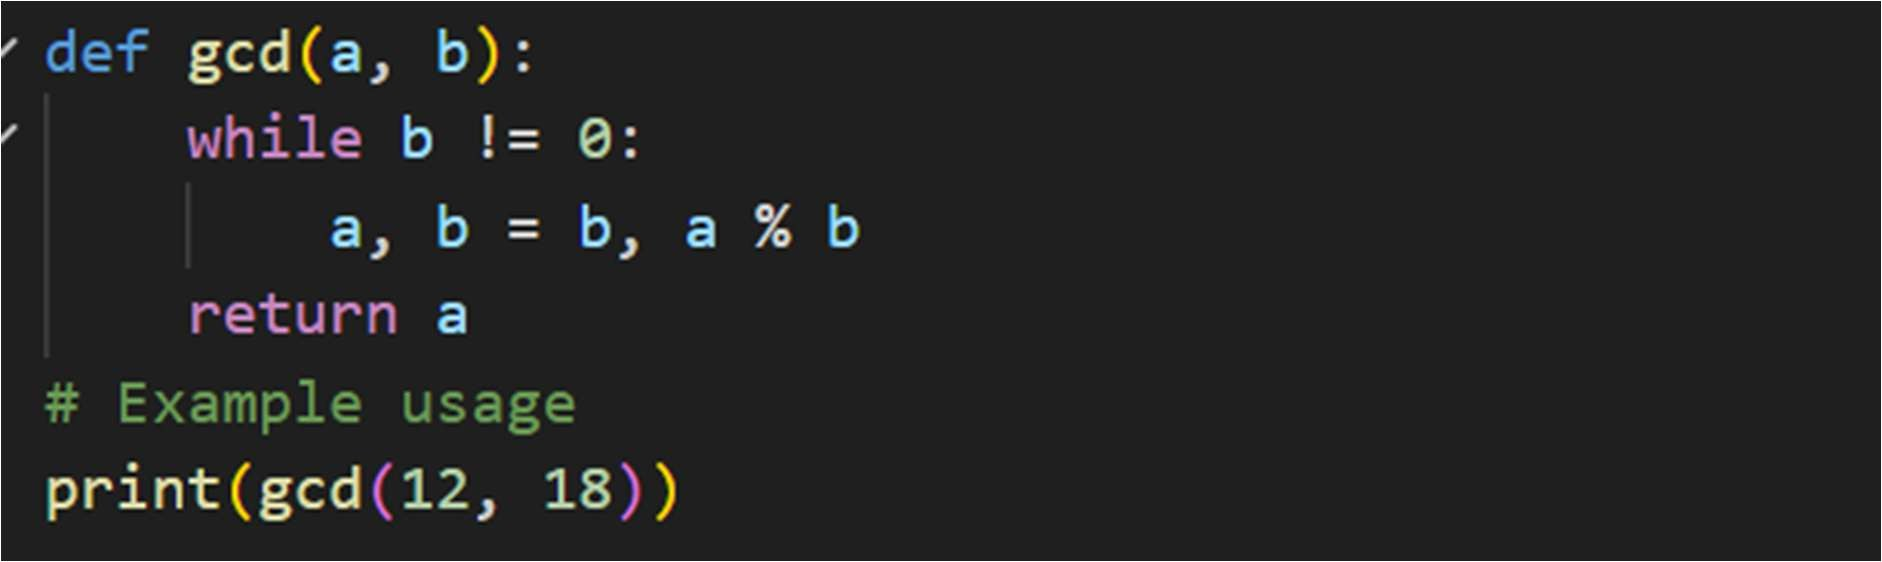 def gcd(a, b):
    while b != 0:
        a, b = b, a % b
    return a
# Example usage
print(gcd(12, 18))